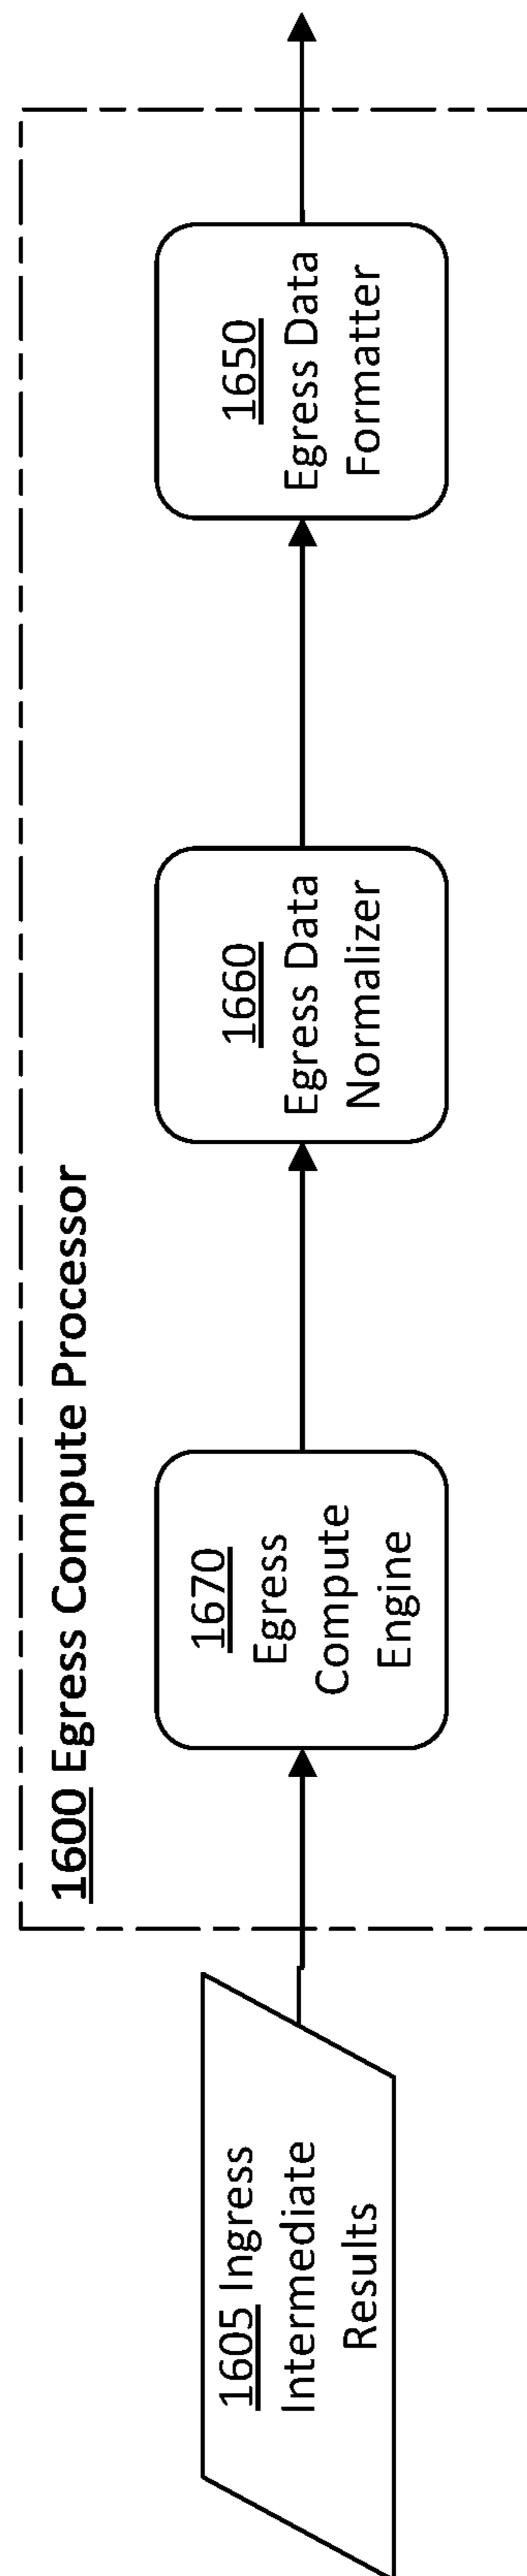 1600 Egress Compute Processor
1605 Ingress
Intermediate
Results
1670
Egress
Compute
Engine
1660
Egress Data
Normalizer
1650
Egress Data
Formatter